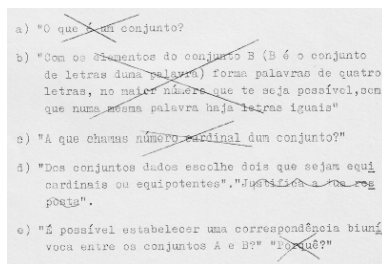 a) "O que é um conjunto?
b) "Com os elementos do conjunto B (B é o conjunto
de letras duma palavra) forma palavras de quatro
letras, no maior número que te seja possível,sem
que numa mesma palavra haja letras iguais"
c) "A que chamas número cardinal dum conjunto?"
d) "Dos conjuntos dados escolhe dois que sejam equi
cardinais ou equipotentes"."Justifica a tua res
posta".
e) "É possível estabelecer uma correspondência biuní
voca entre os conjuntos A e B?" "Porquê?"